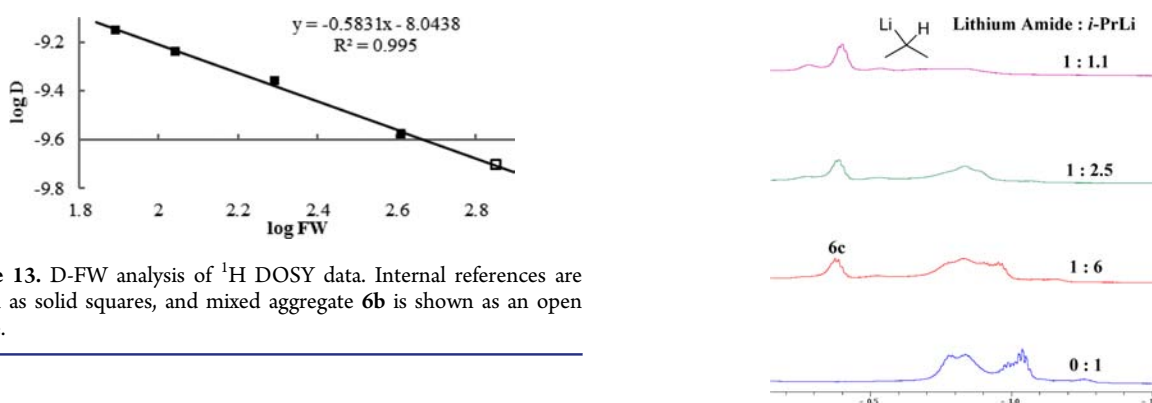 y = -0.5831x - 8.0438
R² = 0.995
-9.2
-9.4
-9.6
-9.8
log D
1.8 2 2.2 2.4 2.6 2.8
log FW
13. D-FW analysis of ¹H DOSY data. Internal references are
as solid squares, and mixed aggregate 6b is shown as an open
Li H Lithium Amide : i-PrLi
1 : 1.1
1 : 2.5
6c
1 : 6
0 : 1